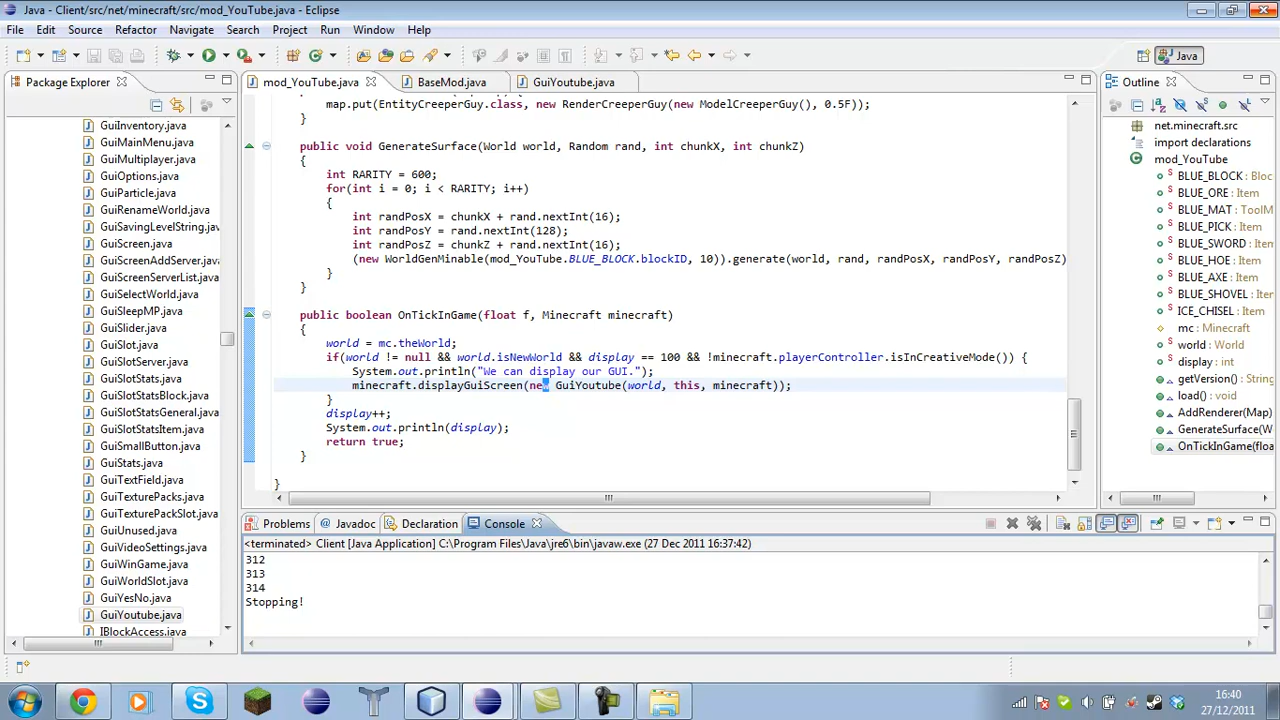 Java - Client/src/net/minecraft/src/mod_YouTube.java - Eclipse
File Edit Source Refactor Navigate Search Project Run Window Help
Java
Package Explorer
mod_YouTube.java
BaseMod.java
GuiYoutube.java
Outline
GuiInventory.java
GuiMainMenu.java
GuiMultiplayer.java
GuiOptions.java
GuiParticle.java
GuiRenameWorld.java
GuiSavingLevelString.java
GuiScreen.java
GuiScreenAddServer.java
GuiScreenServerList.java
GuiSelectWorld.java
GuiSleepMP.java
GuiSlider.java
GuiSlot.java
GuiSlotServer.java
GuiSlotStats.java
GuiSlotStatsGeneral.java
GuiSlotStatsItem.java
GuiSmallButton.java
GuiStats.java
GuiTextField.java
GuiTexturePacks.java
GuiTexturePackSlot.java
GuiUnused.java
GuiVideoSettings.java
GuiWinGame.java
GuiWorldSlot.java
GuiYesNo.java
GuiYoutube.java
IBlockAccess.java
map.put(EntityCreeperGuy.class, new RenderCreeperGuy(new ModelCreeperGuy(), 0.5F));
}
public void GenerateSurface(World world, Random rand, int chunkX, int chunkZ)
{
int RARITY = 600;
for(int i = 0; i < RARITY; i++)
{
int randPosX = chunkX + rand.nextInt(16);
int randPosY = rand.nextInt(128);
int randPosZ = chunkZ + rand.nextInt(16);
(new WorldGenMinable(mod_YouTube.BLUE_BLOCK.blockID, 10)).generate(world, rand, randPosX, randPosY, randPosZ)
}
}
public boolean OnTickInGame(float f, Minecraft minecraft)
{
world = mc.theWorld;
if(world != null && world.isNewWorld && display == 100 && !minecraft.playerController.isInCreativeMode()) {
System.out.println("We can display our GUI.");
minecraft.displayGuiScreen(new GuiYoutube(world, this, minecraft));
}
display++;
System.out.println(display);
return true;
}
}
net.minecraft.src
import declarations
mod_YouTube
BLUE_BLOCK : Bloc
BLUE_ORE : Item
BLUE_MAT : ToolM
BLUE_PICK : Item
BLUE_SWORD : Item
BLUE_HOE : Item
BLUE_AXE : Item
BLUE_SHOVEL : Item
ICE_CHISEL : Item
mc : Minecraft
world : World
display : int
getVersion() : String
load() : void
AddRenderer(Map)
GenerateSurface(W
OnTickInGame(floa
Problems
Javadoc
Declaration
Console
<terminated> Client [Java Application] C:\Program Files\Java\jre6\bin\javaw.exe (27 Dec 2011 16:37:42)
312
313
314
Stopping!
16:40
27/12/2011